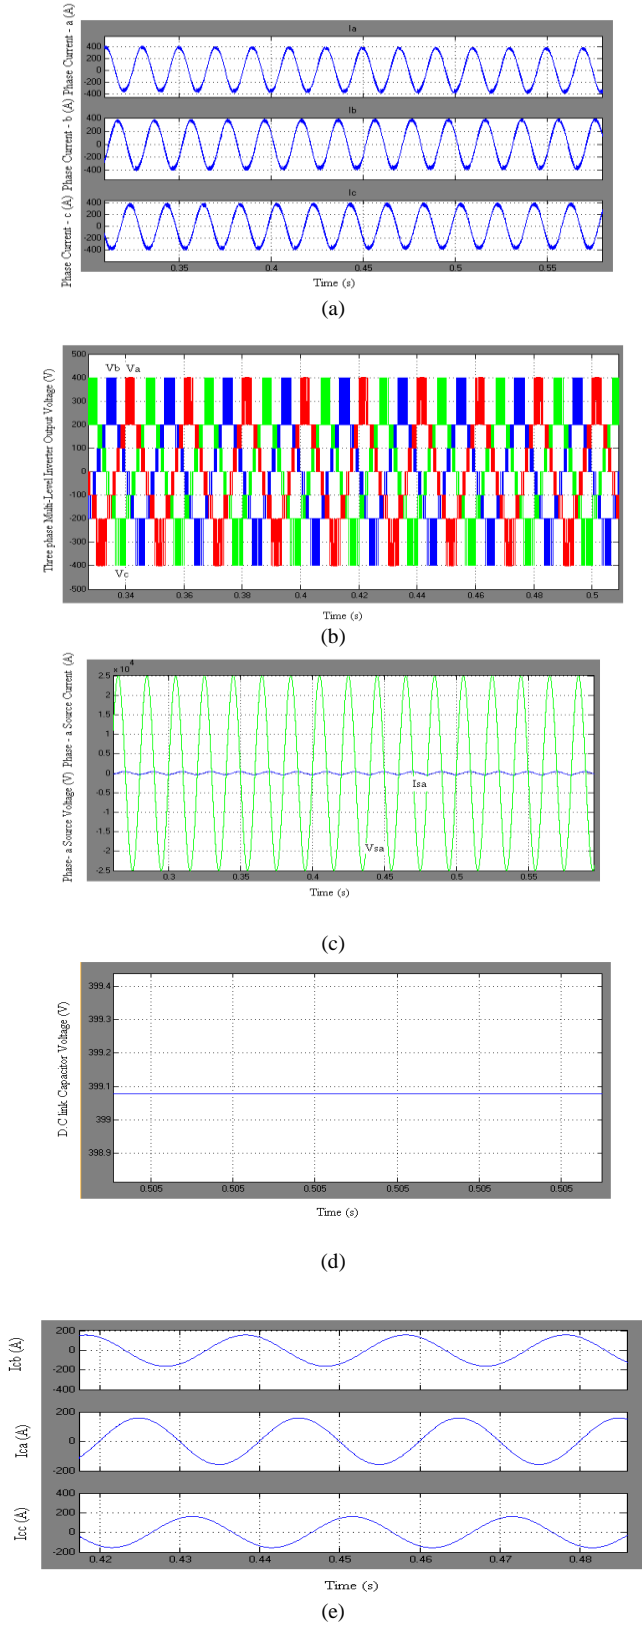 Ia
Phase Current - a (A)
400
200
0
-200
-400
Ib
Phase Current - b (A)
400
200
0
-200
-400
Ic
Phase Current - c (A)
400
200
0
-200
-400
0.35 0.4 0.45 0.5 0.55
Time (s)
(a)
Three phase Multi-Level Inverter Output Voltage (V)
500
400
300
200
100
0
-100
-200
-300
-400
-500
Vb Va
Vc
0.34 0.36 0.38 0.4 0.42 0.44 0.46 0.48 0.5
Time (s)
(b)
Phase- a Source Voltage (V) Phase - a Source Current (A)
× 10⁴
2.5
2
1.5
1
0.5
0
-0.5
-1
-1.5
-2
-2.5
Isa
Vsa
0.3 0.35 0.4 0.45 0.5 0.55
Time (s)
(c)
D.C link Capacitor Voltage (V)
399.4
399.3
399.2
399.1
399
398.9
0.505 0.505 0.505 0.505 0.505 0.505
Time (s)
(d)
Icb (A)
200
0
-200
-400
Ica (A)
200
0
-200
Icc (A)
400
200
0
-200
0.42 0.43 0.44 0.45 0.46 0.47 0.48
Time (s)
(e)